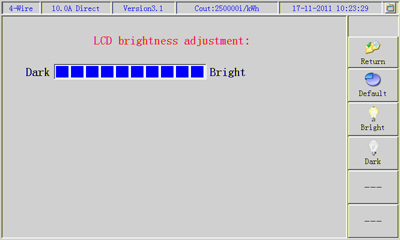 4-Wire 10.0A Direct Version3.1 Cout:250000i/kWh 17-11-2011 10:23:29
LCD brightness adjustment:
Dark Bright
Return
Default
Bright
Dark
---
---